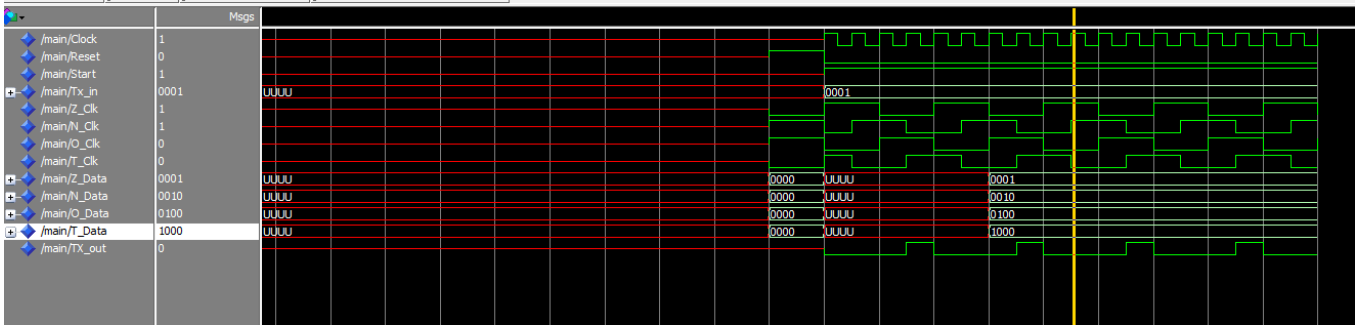 Msgs
/main/Clock 1
/main/Reset 0
/main/Start 1
/main/Tx_in 0001 UUUU 0001
/main/Z_Clk 1
/main/N_Clk 1
/main/O_Clk 0
/main/T_Clk 0
/main/Z_Data 0001 UUUU 0000 UUUU 0001
/main/N_Data 0010 UUUU 0000 UUUU 0010
/main/O_Data 0100 UUUU 0000 UUUU 0100
/main/T_Data 1000 UUUU 0000 UUUU 1000
/main/TX_out 0